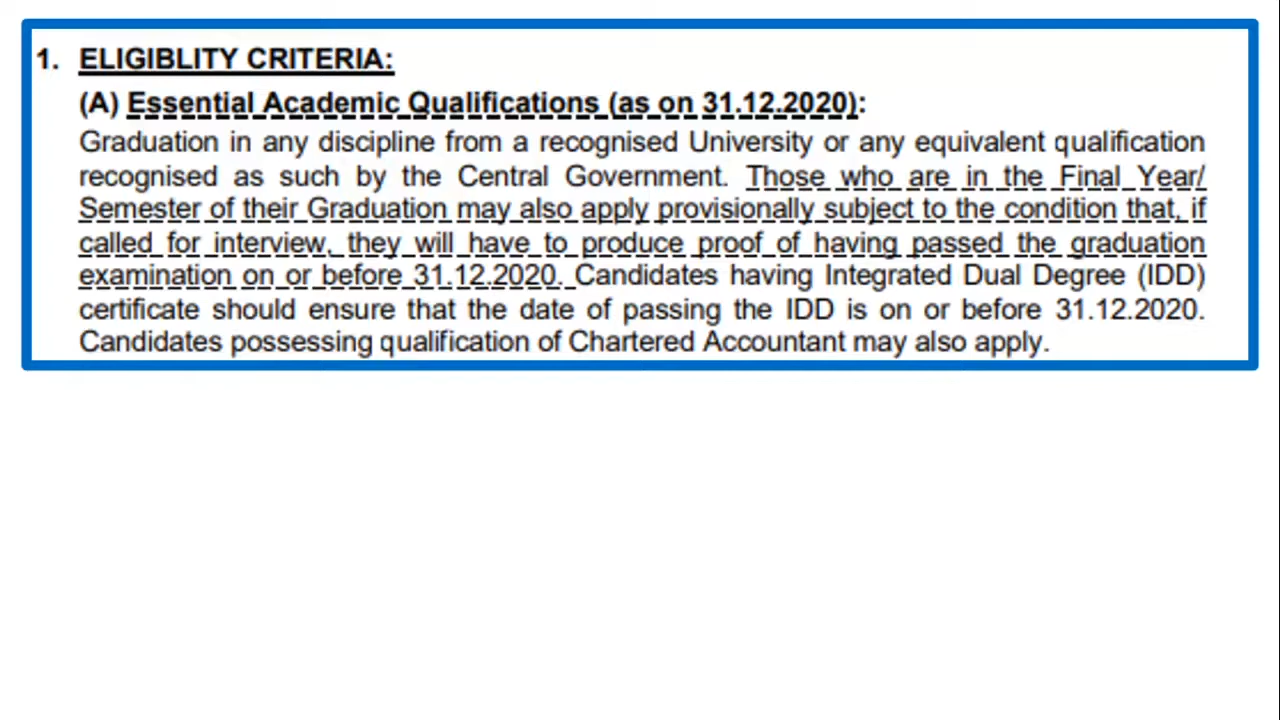 1. ELIGIBLITY CRITERIA:
(A) Essential Academic Qualifications (as on 31.12.2020):
Graduation in any discipline from a recognised University or any equivalent qualification
recognised as such by the Central Government. Those who are in the Final Year/
Semester of their Graduation may also apply provisionally subject to the condition that, if
called for interview, they will have to produce proof of having passed the graduation
examination on or before 31.12.2020. Candidates having Integrated Dual Degree (IDD)
certificate should ensure that the date of passing the IDD is on or before 31.12.2020.
Candidates possessing qualification of Chartered Accountant may also apply.